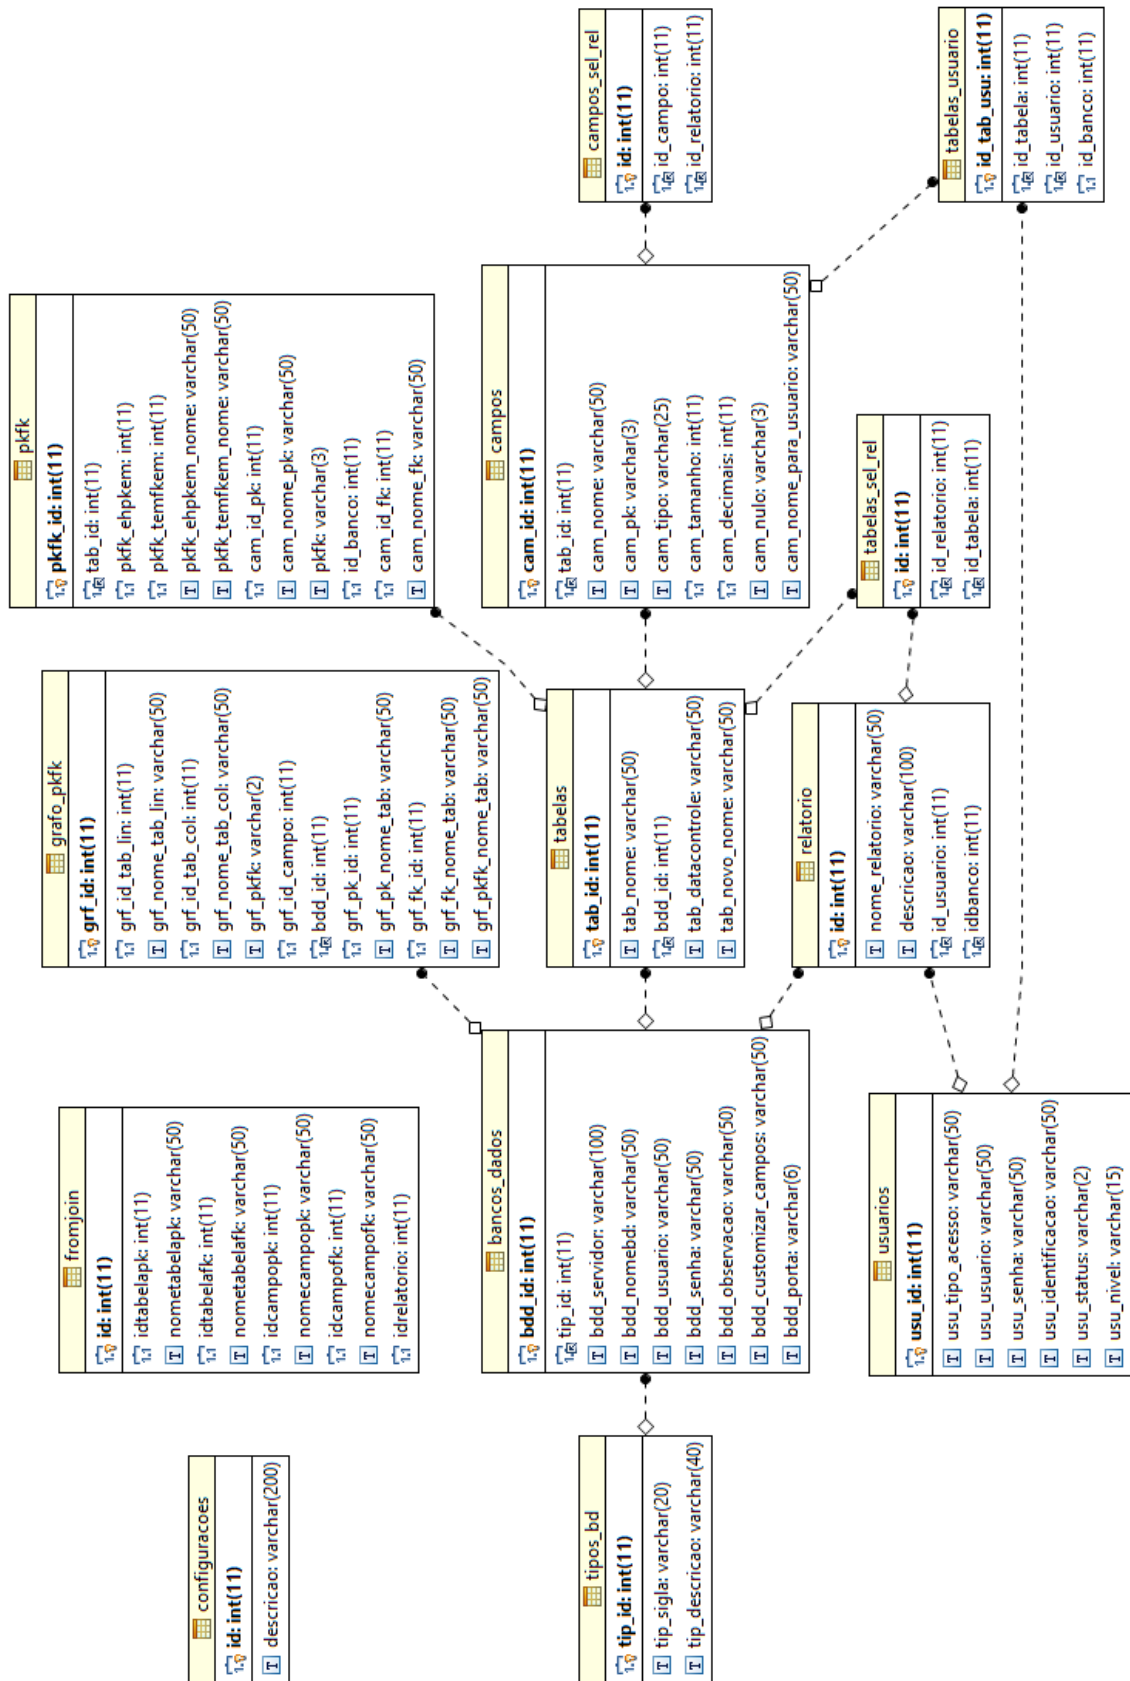 configuracoes
id: int(11)
descricao: varchar(200)
fromjoin
id: int(11)
idtabelapk: int(11)
nometabelapk: varchar(50)
idtabelafk: int(11)
nometabelafk: varchar(50)
idcampopk: int(11)
nomecampopk: varchar(50)
idcampofk: int(11)
nomecampofk: varchar(50)
idrelatorio: int(11)
grafo_pkfk
grf_id: int(11)
grf_id_tab_lin: int(11)
grf_nome_tab_lin: varchar(50)
grf_id_tab_col: int(11)
grf_nome_tab_col: varchar(50)
grf_pkfk: varchar(2)
grf_id_campo: int(11)
bdd_id: int(11)
grf_pk_id: int(11)
grf_pk_nome_tab: varchar(50)
grf_fk_id: int(11)
grf_fk_nome_tab: varchar(50)
grf_pkfk_nome_tab: varchar(50)
pkfk
pkfk_id: int(11)
tab_id: int(11)
pkfk_ehpkem: int(11)
pkfk_temfkem: int(11)
pkfk_ehpkem_nome: varchar(50)
pkfk_temfkem_nome: varchar(50)
cam_id_pk: int(11)
cam_nome_pk: varchar(50)
pkfk: varchar(3)
id_banco: int(11)
cam_id_fk: int(11)
cam_nome_fk: varchar(50)
tipos_bd
tip_id: int(11)
tip_sigla: varchar(20)
tip_descricao: varchar(40)
bancos_dados
bdd_id: int(11)
tip_id: int(11)
bdd_servidor: varchar(100)
bdd_nomebd: varchar(50)
bdd_usuario: varchar(50)
bdd_senha: varchar(50)
bdd_observacao: varchar(50)
bdd_customizar_campos: varchar(50)
bdd_porta: varchar(6)
tabelas
tab_id: int(11)
tab_nome: varchar(50)
bdd_id: int(11)
tab_datacontrole: varchar(50)
tab_novo_nome: varchar(50)
campos
cam_id: int(11)
tab_id: int(11)
cam_nome: varchar(50)
cam_pk: varchar(3)
cam_tipo: varchar(25)
cam_tamanho: int(11)
cam_decimais: int(11)
cam_nulo: varchar(3)
cam_nome_para_usuario: varchar(50)
campos_sel_rel
id: int(11)
id_campo: int(11)
id_relatorio: int(11)
usuarios
usu_id: int(11)
usu_tipo_acesso: varchar(50)
usu_usuario: varchar(50)
usu_senha: varchar(50)
usu_identificacao: varchar(50)
usu_status: varchar(2)
usu_nivel: varchar(15)
relatorio
id: int(11)
nome_relatorio: varchar(50)
descricao: varchar(100)
id_usuario: int(11)
idbanco: int(11)
tabelas_sel_rel
id: int(11)
id_relatorio: int(11)
id_tabela: int(11)
tabelas_usuario
id_tab_usu: int(11)
id_tabela: int(11)
id_usuario: int(11)
id_banco: int(11)